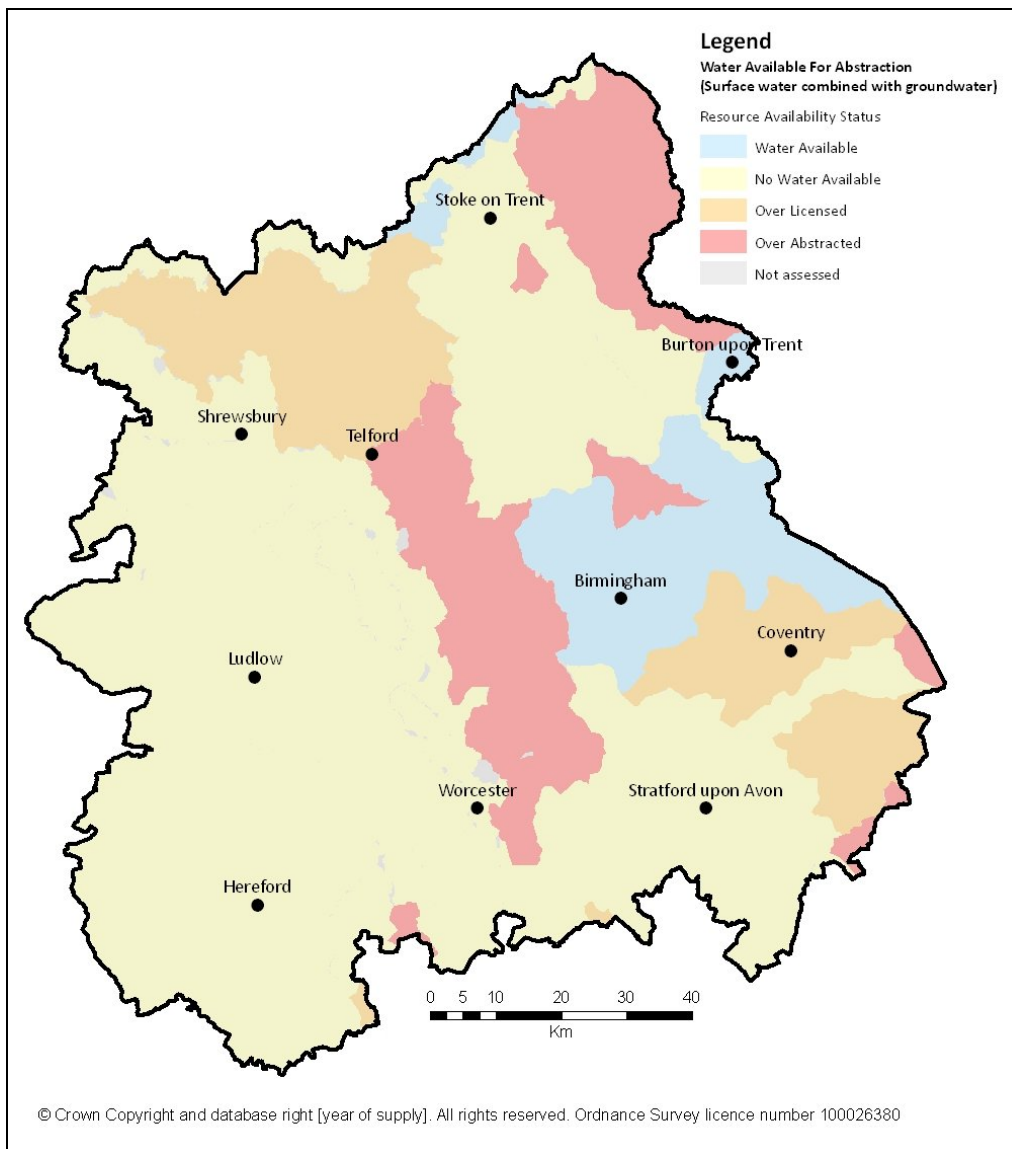 Legend
Water Available For Abstraction
(Surface water combined with groundwater)
Resource Availability Status
Water Available
No Water Available
Over Licensed
Over Abstracted
Not assessed
Stoke on Trent
Burton upon Trent
Shrewsbury
Telford
Birmingham
Coventry
Ludlow
Worcester
Stratford upon Avon
Hereford
0 5 10 20 30 40
Km
© Crown Copyright and database right [year of supply]. All rights reserved. Ordnance Survey licence number 100026380